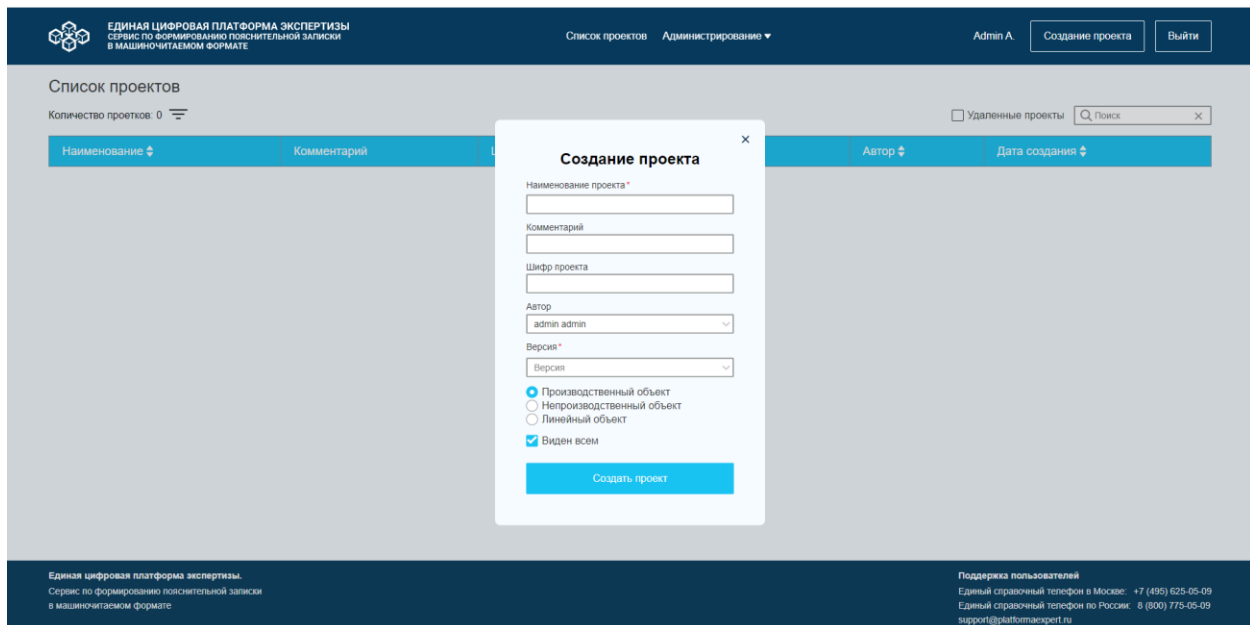 ЕДИНАЯ ЦИФРОВАЯ ПЛАТФОРМА ЭКСПЕРТИЗЫ
СЕРВИС ПО ФОРМИРОВАНИЮ ПОЯСНИТЕЛЬНОЙ ЗАПИСКИ
В МАШИНОЧИТАЕМОМ ФОРМАТЕ
Список проектов Администрирование ▾
Admin A. Создание проекта Выйти
Список проектов
Количество проетков: 0
Удаленные проекты Поиск
Наименование Комментарий Автор Дата создания
Создание проекта
Наименование проекта *
Комментарий
Шифр проекта
Автор
admin admin
Версия *
Версия
Производственный объект
Непроизводственный объект
Линейный объект
Виден всем
Создать проект
Единая цифровая платформа экспертизы.
Сервис по формированию пояснительной записки
в машиночитаемом формате
Поддержка пользователей
Единый справочный телефон в Москве: +7 (495) 625-05-09
Единый справочный телефон по России: 8 (800) 775-05-09
support@platformaexpert.ru